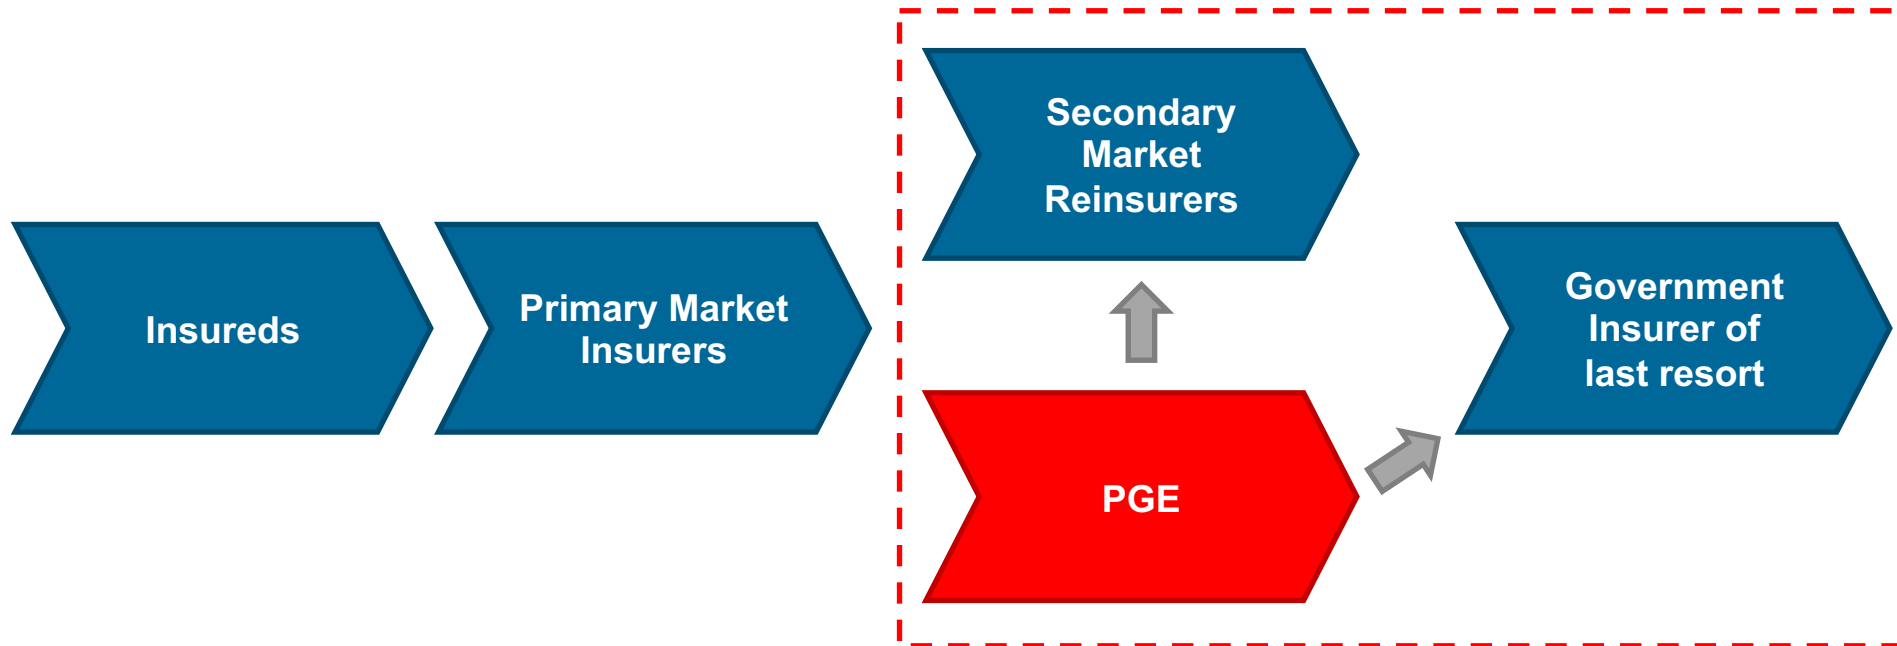 Insureds
Primary Market
Insurers
Secondary
Market
Reinsurers
PGE
Government
Insurer of
last resort